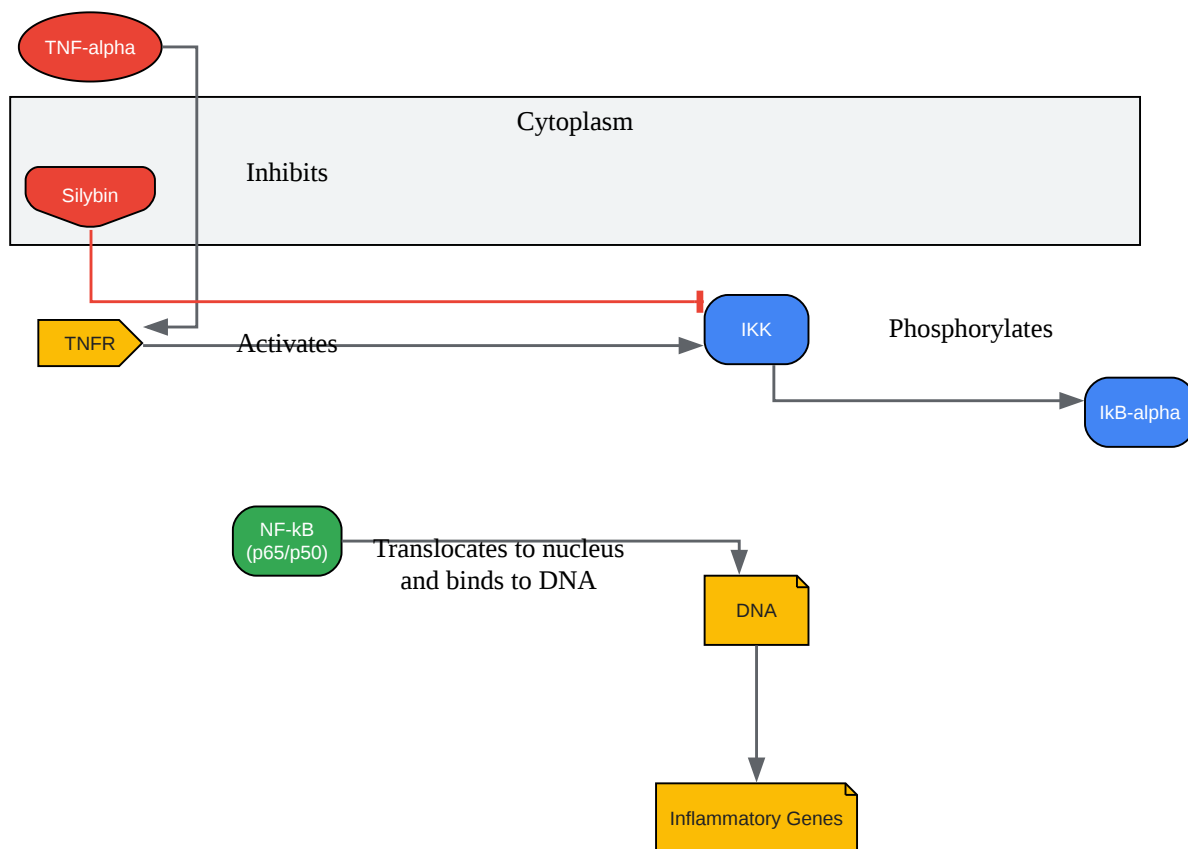 TNF-alpha
Cytoplasm
Inhibits
Silybin
TNFR
Activates
IKK
Phosphorylates
IkB-alpha
NF-kB
(p65/p50)
Translocates to nucleus
and binds to DNA
DNA
Inflammatory Genes